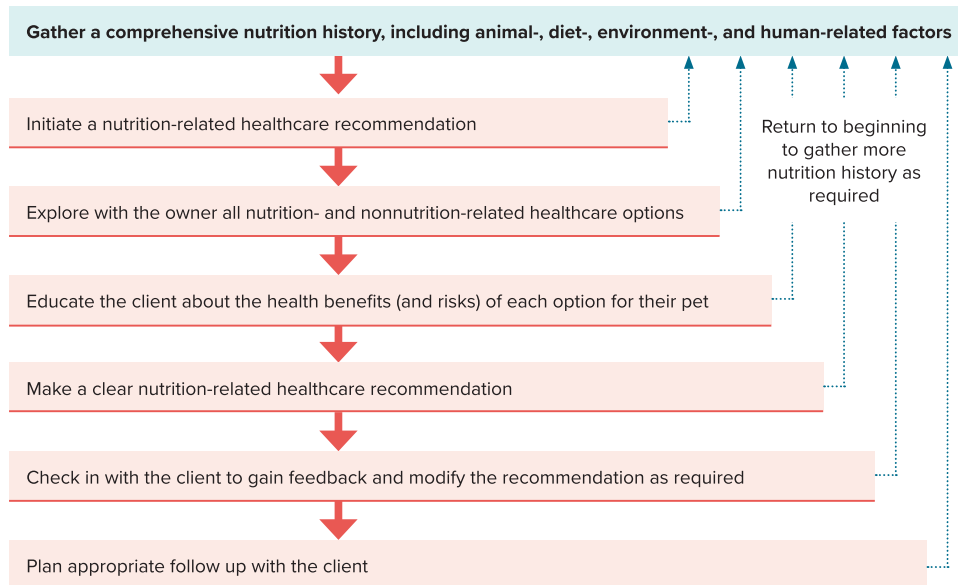 Gather a comprehensive nutrition history, including animal-, diet-, environment-, and human-related factors
Initiate a nutrition-related healthcare recommendation
Return to beginning
to gather more
nutrition history as
required
Explore with the owner all nutrition- and nonnutrition-related healthcare options
Educate the client about the health benefits (and risks) of each option for their pet
Make a clear nutrition-related healthcare recommendation
Check in with the client to gain feedback and modify the recommendation as required
Plan appropriate follow up with the client